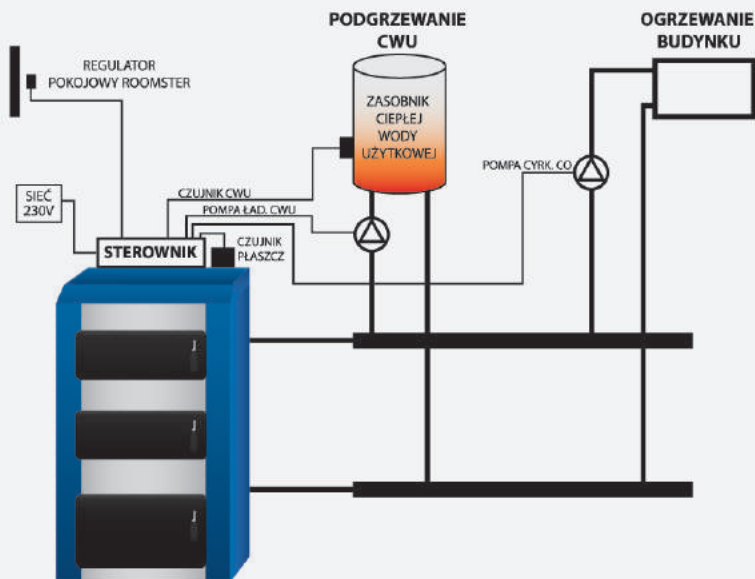 PODGRZEWANIE
CWU
OGRZEWANIE
BUDYNKU
REGULATOR
POKOJOWY ROOMSTER
ZASOBNIK
CIEPŁEJ
WODY
UŻYTKOWEJ
POMPA CYRK. CO
SIEĆ
230V
CZUJNIK CWU
POMPA ŁAD. CWU
STEROWNIK
CZUJNIK
PŁASZCZ